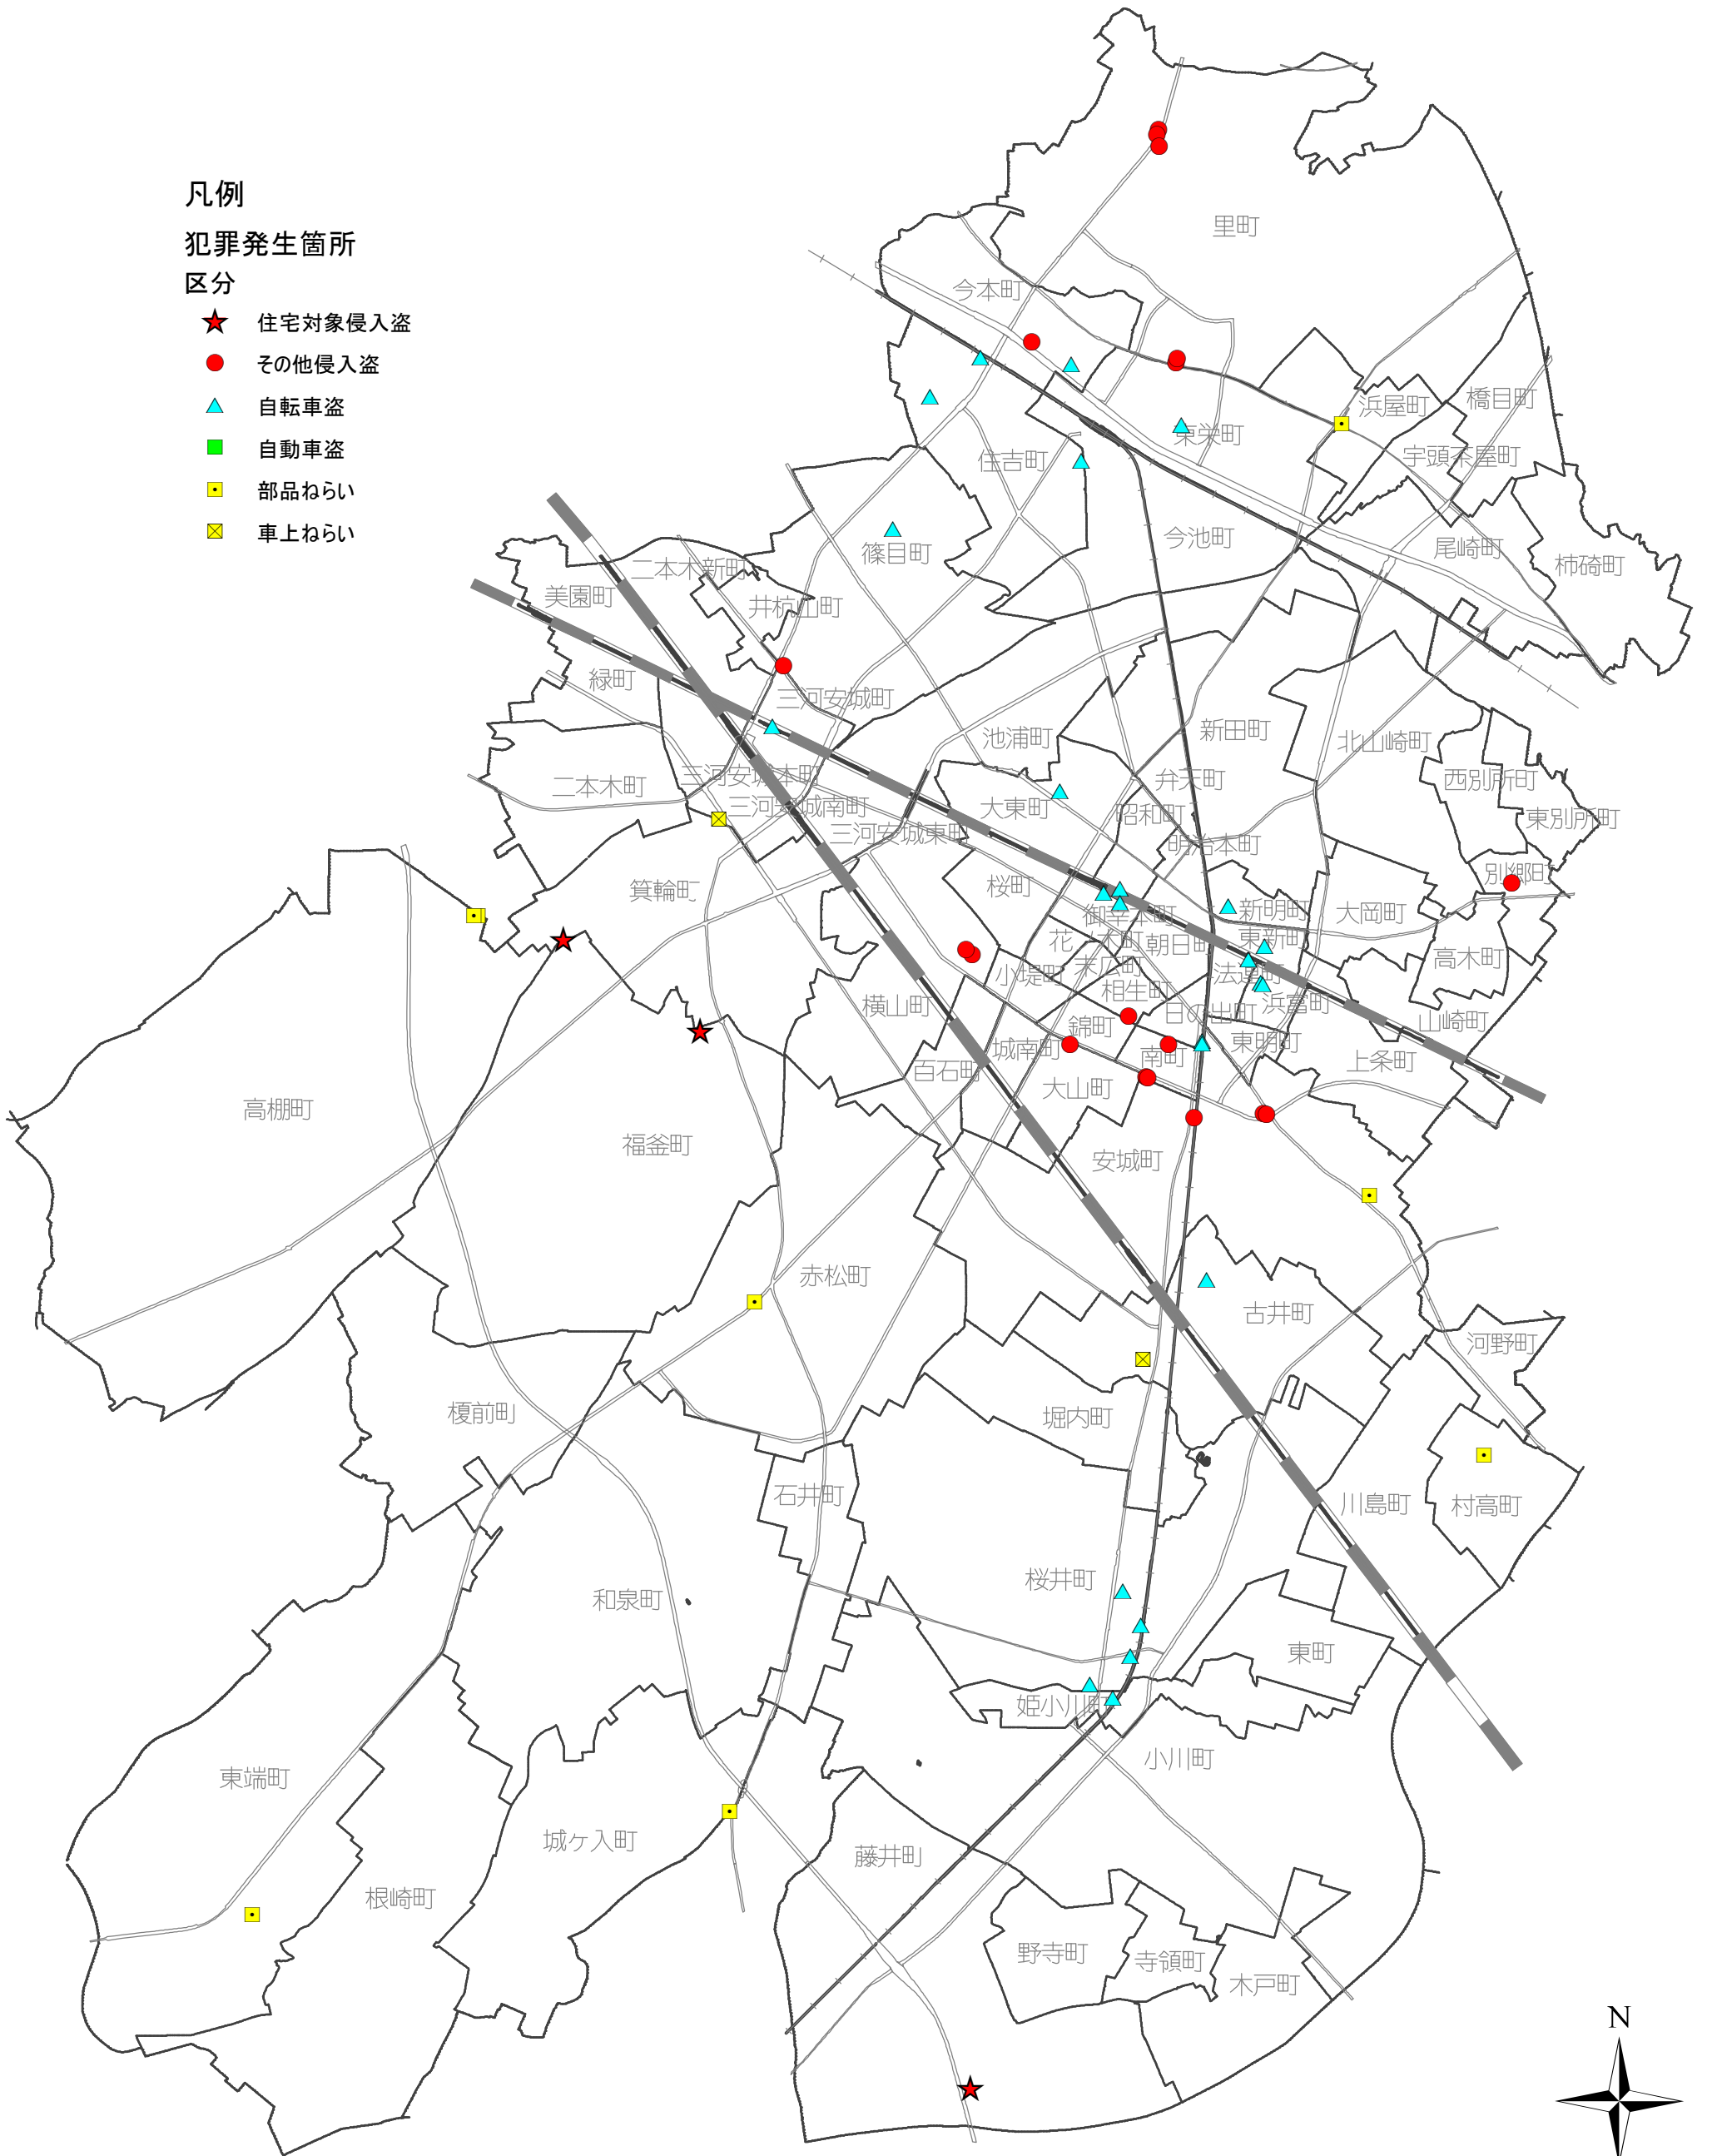 凡例
犯罪発生箇所
区分
住宅対象侵入盗
その他侵入盗
自転車盗
自動車盗
部品ねらい
車上ねらい
里町
今本町
浜屋町
橋目町
東栄町
宇頭茶屋町
住吉町
今池町
尾崎町
柿碕町
篠目町
二本木新町
美園町
井杭山町
緑町
三河安城町
池浦町
新田町
北山崎町
二本木町
三河安城本町
弁天町
西別所町
三河安城南町
大東町
昭和町
東別所町
三河安城東町
明治本町
箕輪町
桜町
別郷町
御幸本町
新明町
大岡町
花ノ木町
朝日町
東新町
高木町
小堤町
末広町
法連町
横山町
相生町
日の出町
浜富町
山崎町
錦町
城南町
南町
東明町
上条町
百石町
大山町
高棚町
福釜町
安城町
赤松町
古井町
河野町
榎前町
堀内町
石井町
川島町
村高町
桜井町
和泉町
東町
姫小川町
小川町
東端町
城ヶ入町
藤井町
根崎町
野寺町
寺領町
木戸町
N